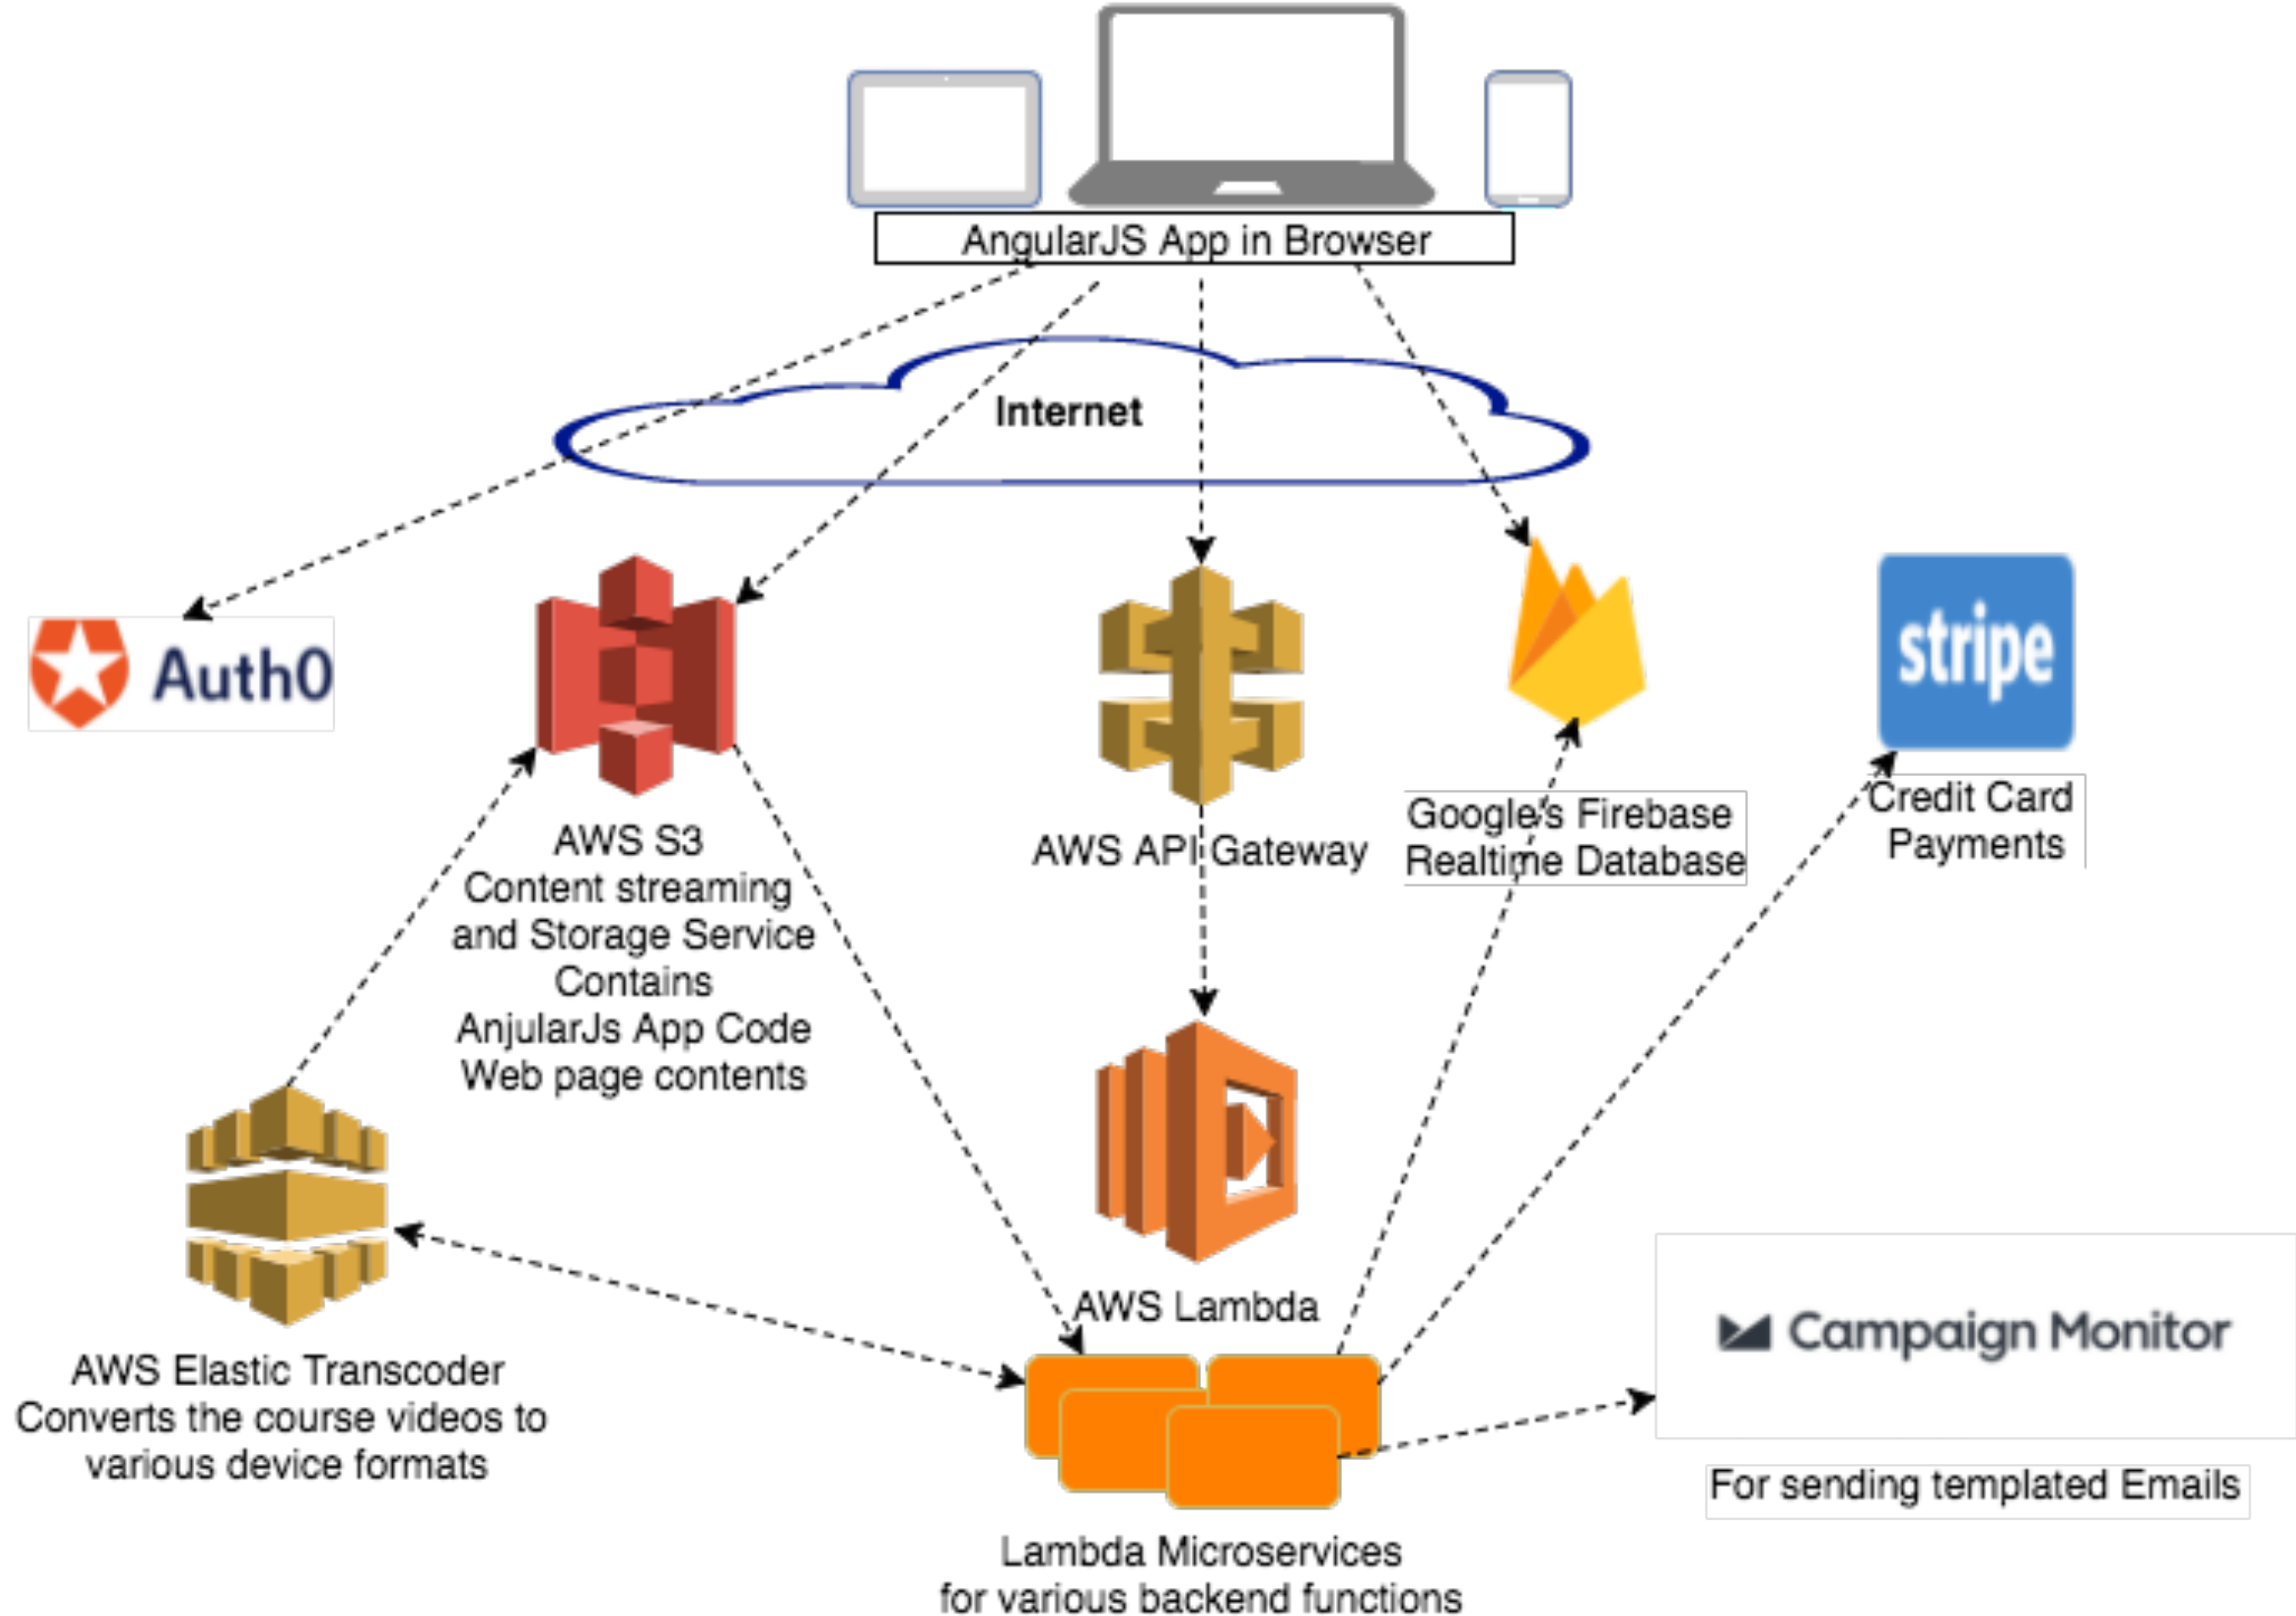 AngularJS App in Browser
Internet
Auth0
stripe
AWS S3
Content streaming
and Storage Service
Contains
AnjularJs App Code
Web page contents
AWS API Gateway
Google's Firebase
Realtime Database
Credit Card
Payments
AWS Lambda
AWS Elastic Transcoder
Converts the course videos to
various device formats
Campaign Monitor
For sending templated Emails
Lambda Microservices
for various backend functions